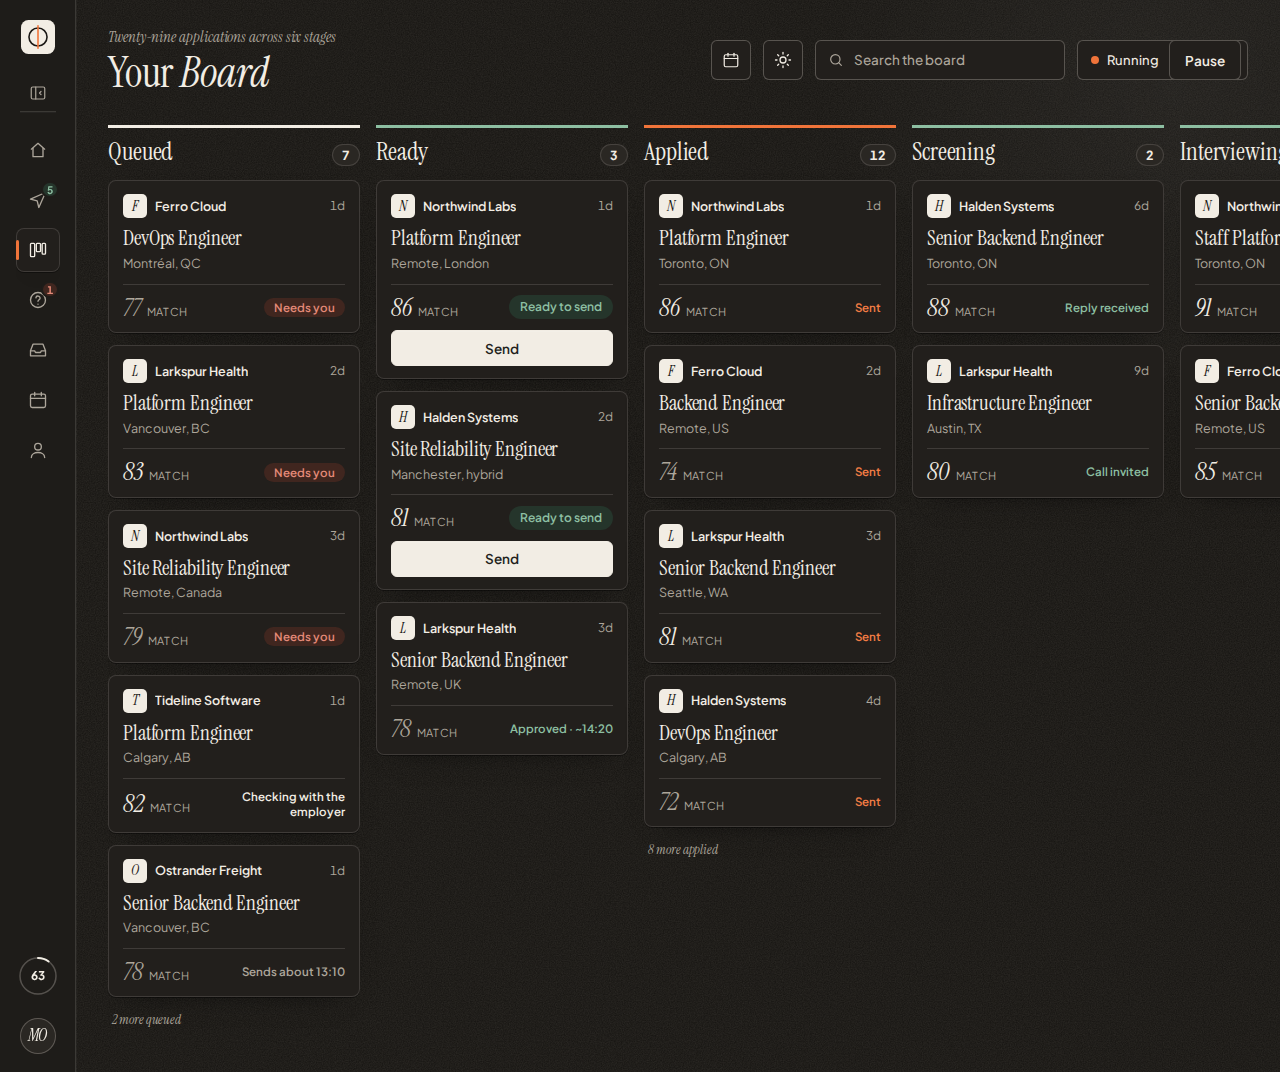 Twenty-nine applications across six stages
Your Board
Search the board
Running
Pause
5
1
63
MO
Queued
7
F
Ferro Cloud
1d
DevOps Engineer
Montréal, QC
77 MATCH
Needs you
L
Larkspur Health
2d
Platform Engineer
Vancouver, BC
83 MATCH
Needs you
N
Northwind Labs
3d
Site Reliability Engineer
Remote, Canada
79 MATCH
Needs you
T
Tideline Software
1d
Platform Engineer
Calgary, AB
82 MATCH
Checking with the
employer
O
Ostrander Freight
1d
Senior Backend Engineer
Vancouver, BC
78 MATCH
Sends about 13:10
2 more queued
Ready
3
N
Northwind Labs
1d
Platform Engineer
Remote, London
86 MATCH
Ready to send
Send
H
Halden Systems
2d
Site Reliability Engineer
Manchester, hybrid
81 MATCH
Ready to send
Send
L
Larkspur Health
3d
Senior Backend Engineer
Remote, UK
78 MATCH
Approved · ~14:20
Applied
12
N
Northwind Labs
1d
Platform Engineer
Toronto, ON
86 MATCH
Sent
F
Ferro Cloud
2d
Backend Engineer
Remote, US
74 MATCH
Sent
L
Larkspur Health
3d
Senior Backend Engineer
Seattle, WA
81 MATCH
Sent
H
Halden Systems
4d
DevOps Engineer
Calgary, AB
72 MATCH
Sent
8 more applied
Screening
2
H
Halden Systems
6d
Senior Backend Engineer
Toronto, ON
88 MATCH
Reply received
L
Larkspur Health
9d
Infrastructure Engineer
Austin, TX
80 MATCH
Call invited
Interviewing
N
Northwin
Staff Platfor
Toronto, ON
91 MATCH
F
Ferro Clo
Senior Back
Remote, US
85 MATCH